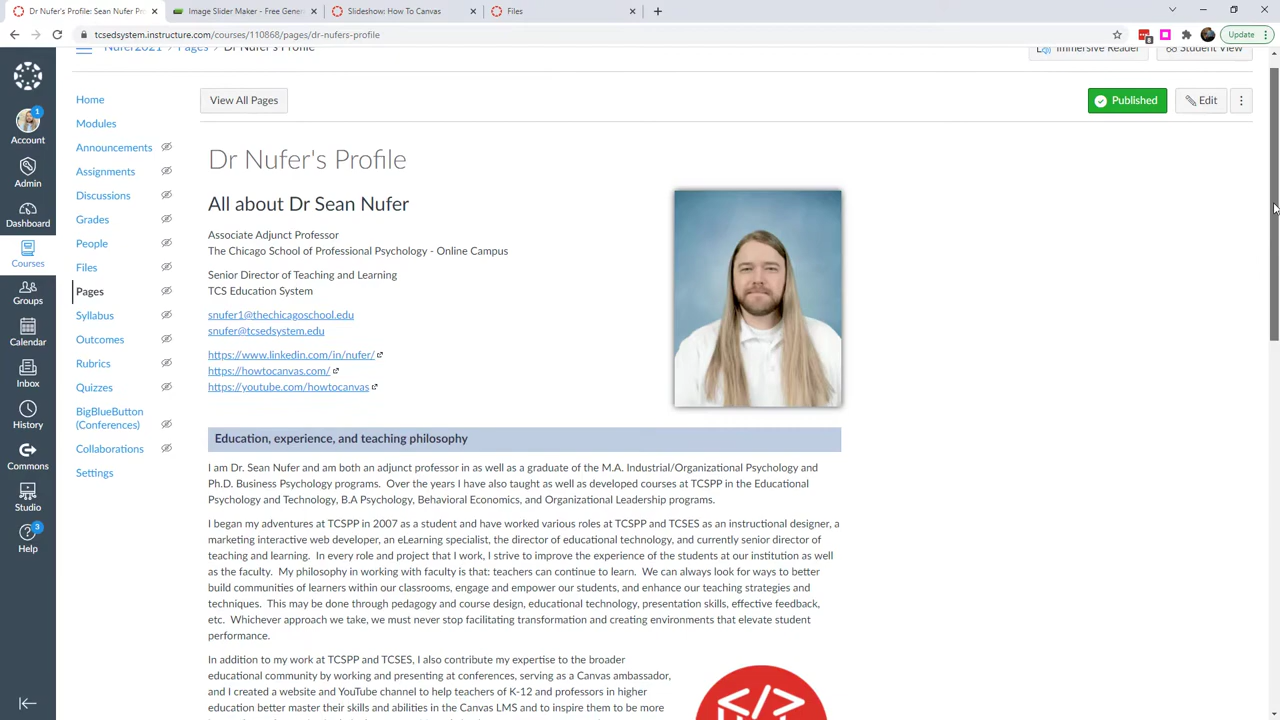 Dr Nufer's Profile: Sean Nufer Pro
Image Slider Maker - Free Gener
Slideshow: How To Canvas
Files
tcsedsystem.instructure.com/courses/110868/pages/dr-nufers-profile
Update
Nufer2021 Pages Dr Nufer's Profile
Immersive Reader
Student View
Account
Admin
Dashboard
Courses
Groups
Calendar
Inbox
History
Commons
Studio
Help
1
3
Home
Modules
Announcements
Assignments
Discussions
Grades
People
Files
Pages
Syllabus
Outcomes
Rubrics
Quizzes
BigBlueButton
(Conferences)
Collaborations
Settings
View All Pages
Published
Edit
Dr Nufer's Profile
All about Dr Sean Nufer
Associate Adjunct Professor
The Chicago School of Professional Psychology - Online Campus
Senior Director of Teaching and Learning
TCS Education System
snufer1@thechicagoschool.edu
snufer@tcsedsystem.edu
https://www.linkedin.com/in/nufer/
https://howtocanvas.com/
https://youtube.com/howtocanvas
Education, experience, and teaching philosophy
I am Dr. Sean Nufer and am both an adjunct professor in as well as a graduate of the M.A. Industrial/Organizational Psychology and
Ph.D. Business Psychology programs. Over the years I have also taught as well as developed courses at TCSPP in the Educational
Psychology and Technology, B.A Psychology, Behavioral Economics, and Organizational Leadership programs.
I began my adventures at TCSPP in 2007 as a student and have worked various roles at TCSPP and TCSES as an instructional designer, a
marketing interactive web developer, an eLearning specialist, the director of educational technology, and currently senior director of
teaching and learning. In every role and project that I work, I strive to improve the experience of the students at our institution as well
as the faculty. My philosophy in working with faculty is that: teachers can continue to learn. We can always look for ways to better
build communities of learners within our classrooms, engage and empower our students, and enhance our teaching strategies and
techniques. This may be done through pedagogy and course design, educational technology, presentation skills, effective feedback,
etc. Whichever approach we take, we must never stop facilitating transformation and creating environments that elevate student
performance.
In addition to my work at TCSPP and TCSES, I also contribute my expertise to the broader
educational community by working and presenting at conferences, serving as a Canvas ambassador,
and I created a website and YouTube channel to help teachers of K-12 and professors in higher
education better master their skills and abilities in the Canvas LMS and to inspire them to be more